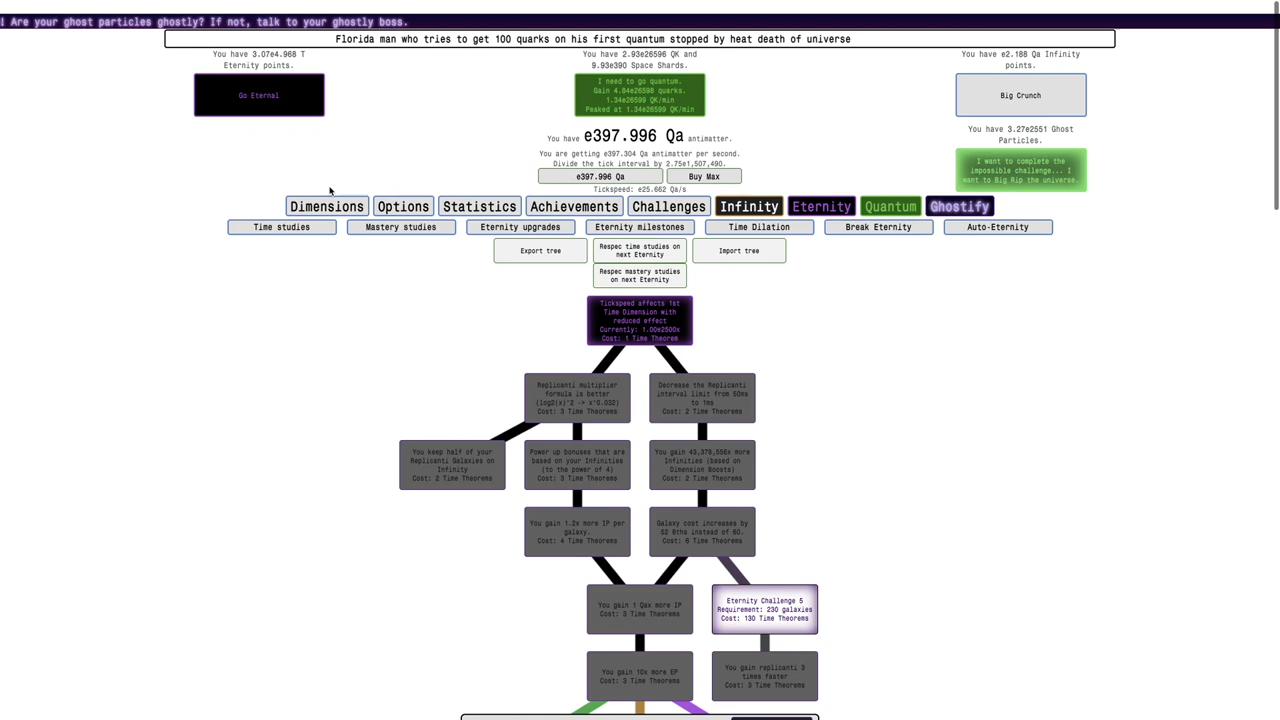 ! Are your ghost particles ghostly? If not, talk to your ghostly boss.
Florida man who tries to get 100 quarks on his first quantum stopped by heat death of universe
You have 3.07e4.968 T
Eternity points.
Go Eternal
You have 2.93e26596 QK and
9.93e390 Space Shards.
I need to go quantum.
Gain 4.84e26598 quarks.
1.34e26599 QK/min
Peaked at 1.34e26599 QK/min
You have e2.188 Qa Infinity
points.
Big Crunch
You have e397.996 Qa antimatter.
You are getting e397.304 Qa antimatter per second.
Divide the tick interval by 2.75e1,507,490.
e397.996 Qa
Buy Max
Tickspeed: e25.662 Qa/s
You have 3.27e2551 Ghost
Particles.
I want to complete the
impossible challenge... I
want to Big Rip the universe.
Dimensions
Options
Statistics
Achievements
Challenges
Infinity
Eternity
Quantum
Ghostify
Time studies
Mastery studies
Eternity upgrades
Eternity milestones
Time Dilation
Break Eternity
Auto-Eternity
Export tree
Respec time studies on
next Eternity
Import tree
Respec mastery studies
on next Eternity
Tickspeed affects 1st
Time Dimension with
reduced effect
Currently: 1.00e2500x
Cost: 1 Time Theorem
Replicanti multiplier
formula is better
(log2(x)^2 -> x^0.032)
Cost: 3 Time Theorems
Decrease the Replicanti
interval limit from 50ms
to 1ms
Cost: 2 Time Theorems
You keep half of your
Replicanti Galaxies on
Infinity
Cost: 2 Time Theorems
Power up bonuses that are
based on your Infinities
(to the power of 4)
Cost: 3 Time Theorems
You gain 43,378,556x more
Infinities (based on
Dimension Boosts)
Cost: 2 Time Theorems
You gain 1.2x more IP per
galaxy.
Cost: 4 Time Theorems
Galaxy cost increases by
52 8ths instead of 60.
Cost: 6 Time Theorems
You gain 1 Qax more IP
Cost: 3 Time Theorems
Eternity Challenge 5
Requirement: 230 galaxies
Cost: 130 Time Theorems
You gain 10x more EP
Cost: 3 Time Theorems
You gain replicanti 3
times faster
Cost: 3 Time Theorems